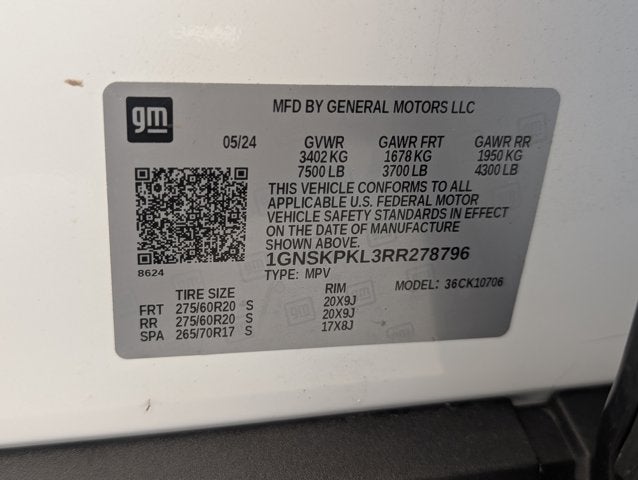 gm
MFD BY GENERAL MOTORS LLC
05/24 GVWR GAWR FRT GAWR RR
3402 KG 1678 KG 1950 KG
7500 LB 3700 LB 4300 LB
THIS VEHICLE CONFORMS TO ALL
APPLICABLE U.S. FEDERAL MOTOR
VEHICLE SAFETY STANDARDS IN EFFECT
ON THE DATE OF MANUFACTURE
SHOWN ABOVE.
1GNSKPKL3RR278796
8624
TYPE: MPV MODEL: 36CK10706
TIRE SIZE RIM
FRT 275/60R20 S 20X9J
RR 275/60R20 S 20X9J
SPA 265/70R17 S 17X8J